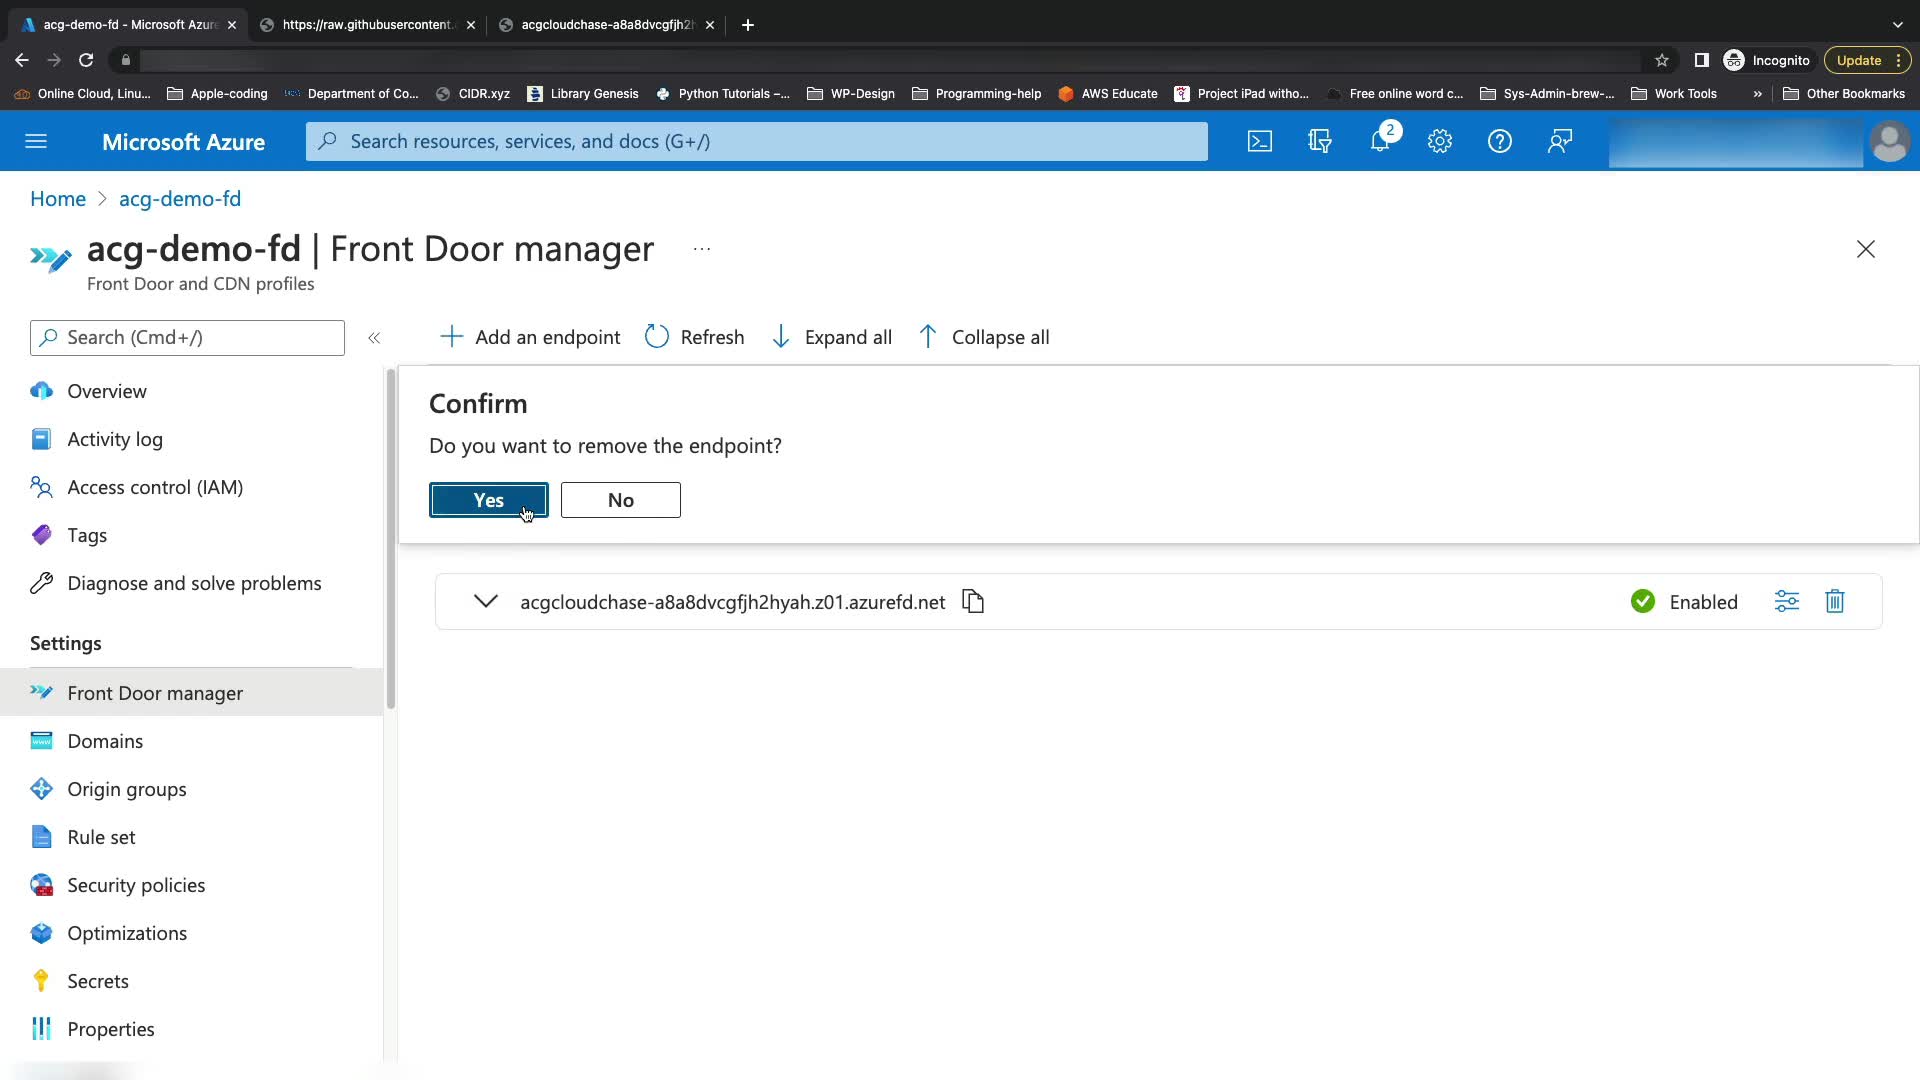 acg-demo-fd - Microsoft Azure
https://raw.githubusercontent.
acgcloudchase-a8a8dvcgfjh2h
Incognito
Update
Online Cloud, Linu...
Apple-coding
Department of Co...
CIDR.xyz
Library Genesis
Python Tutorials –...
WP-Design
Programming-help
AWS Educate
Project iPad witho...
Free online word c...
Sys-Admin-brew-...
Work Tools
»
Other Bookmarks
Microsoft Azure
Search resources, services, and docs (G+/)
2
Home > acg-demo-fd
acg-demo-fd | Front Door manager ...
Front Door and CDN profiles
Search (Cmd+/)
«
Add an endpoint
Refresh
Expand all
Collapse all
Overview
Activity log
Access control (IAM)
Tags
Diagnose and solve problems
Settings
Front Door manager
Domains
Origin groups
Rule set
Security policies
Optimizations
Secrets
Properties
Confirm
Do you want to remove the endpoint?
Yes
No
acgcloudchase-a8a8dvcgfjh2hyah.z01.azurefd.net
Enabled